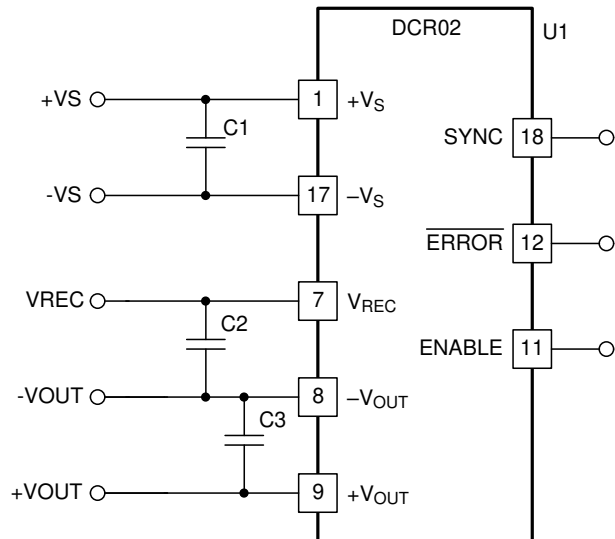 DCR02
U1
+VS
1
+VS
C1
SYNC
18
-VS
17
–VS
ERROR
12
VREC
7
VREC
C2
ENABLE
11
-VOUT
8
–VOUT
C3
+VOUT
9
+VOUT